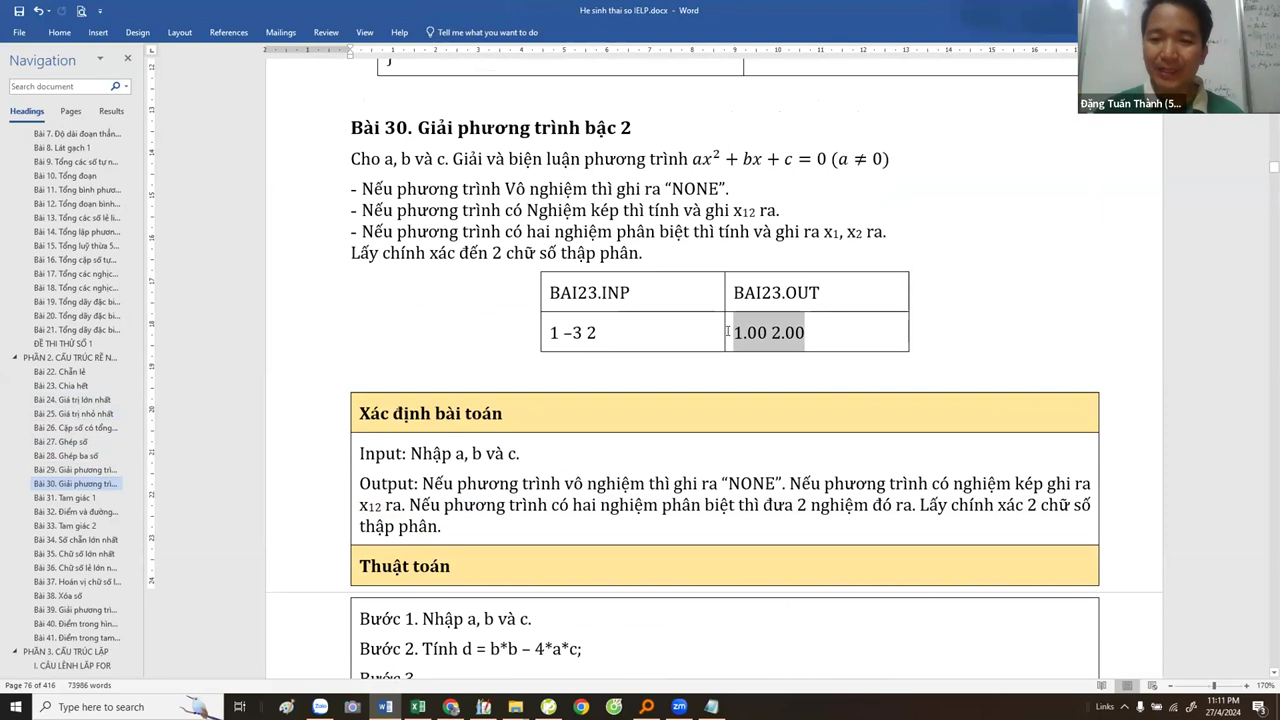 He sinh thai so IELP.docx - Word
File Home Insert Design Layout References Mailings Review View Help Tell me what you want to do
Navigation
Search document
Headings Pages Results
Bài 7. Độ dài đoạn thẳn...
Bài 8. Lát gạch 1
Bài 9. Tổng các số tự n...
Bài 10. Tổng đoạn
Bài 11. Tổng bình phươ...
Bài 12. Tổng đoạn bình...
Bài 13. Tổng các số lẻ li...
Bài 14. Tổng lập phươn...
Bài 15. Tổng luỹ thừa 5...
Bài 16. Tổng cặp số tự...
Bài 17. Tổng các nghịc...
Bài 18. Tổng các nghịc...
Bài 19. Tổng dãy đặc bi...
Bài 20. Tổng dãy đặc bi...
Bài 21. Tổng dãy đặc bi...
ĐỀ THI THỬ SỐ 1
PHẦN 2. CẤU TRÚC RẼ N...
Bài 22. Chẵn lẻ
Bài 23. Chia hết
Bài 24. Giá trị lớn nhất
Bài 25. Giá trị nhỏ nhất
Bài 26. Cặp số có tổng...
Bài 27. Ghép số
Bài 28. Ghép ba số
Bài 29. Giải phương trì...
Bài 30. Giải phương trì...
Bài 31. Tam giác 1
Bài 32. Điểm và đường...
Bài 33. Tam giác 2
Bài 34. Số chẵn lớn nhất
Bài 35. Chữ số lớn nhất
Bài 36. Chữ số lẻ lớn n...
Bài 37. Hoán vị chữ số l...
Bài 38. Xóa số
Bài 39. Giải phương trì...
Bài 40. Điểm trong hìn...
Bài 41. Điểm trong tam...
PHẦN 3. CẤU TRÚC LẶP
I. CÂU LỆNH LẶP FOR
Đặng Tuấn Thành (5...
Bài 30. Giải phương trình bậc 2
Cho a, b và c. Giải và biện luận phương trình ax² + bx + c = 0 (a ≠ 0)
- Nếu phương trình Vô nghiệm thì ghi ra “NONE”.
- Nếu phương trình có Nghiệm kép thì tính và ghi x₁₂ ra.
- Nếu phương trình có hai nghiệm phân biệt thì tính và ghi ra x₁, x₂ ra.
Lấy chính xác đến 2 chữ số thập phân.
BAI23.INP BAI23.OUT
1 –3 2 1.00 2.00
Xác định bài toán
Input: Nhập a, b và c.
Output: Nếu phương trình vô nghiệm thì ghi ra “NONE”. Nếu phương trình có nghiệm kép ghi ra
x₁₂ ra. Nếu phương trình có hai nghiệm phân biệt thì đưa 2 nghiệm đó ra. Lấy chính xác 2 chữ số
thập phân.
Thuật toán
Bước 1. Nhập a, b và c.
Bước 2. Tính d = b*b – 4*a*c;
Page 76 of 416 73986 words
170%
Type here to search
11:11 PM
27/4/2024